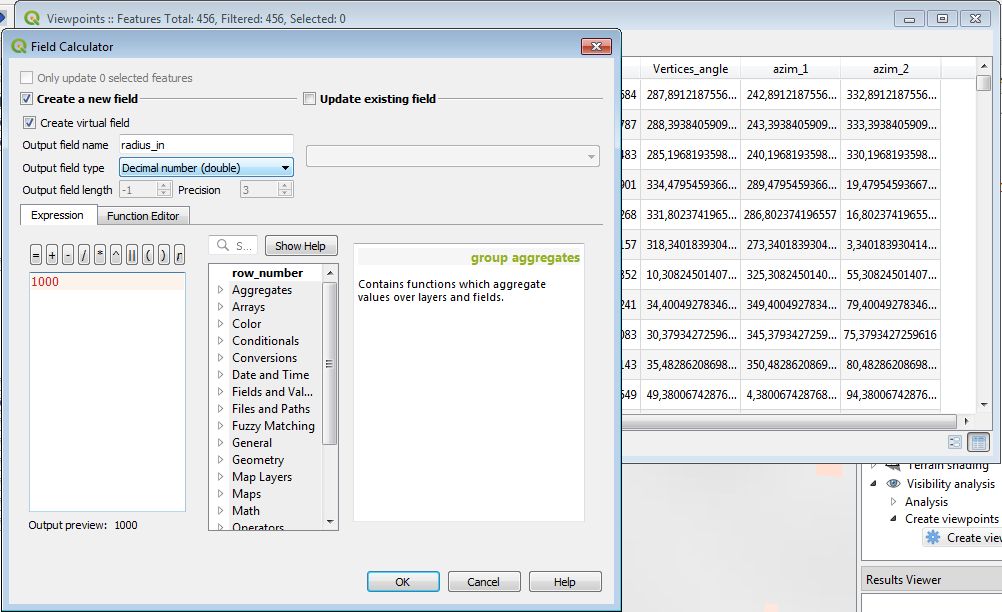 Viewpoints :: Features Total: 456, Filtered: 456, Selected: 0
Field Calculator
Only update 0 selected features
Create a new field
Update existing field
Create virtual field
Output field name radius_in
Output field type Decimal number (double)
Output field length -1 Precision 3
Expression Function Editor
= + - / * ^ || ( )
S... Show Help
1000
row_number
Aggregates
Arrays
Color
Conditionals
Conversions
Date and Time
Fields and Val...
Files and Paths
Fuzzy Matching
General
Geometry
Map Layers
Maps
Math
Operators
group aggregates
Contains functions which aggregate
values over layers and fields.
Output preview: 1000
OK Cancel Help
Vertices_angle azim_1 azim_2
684 287,8912187556... 242,8912187556... 332,8912187556...
787 288,3938405909... 243,3938405909... 333,3938405909...
483 285,1968193598... 240,1968193598... 330,1968193598...
901 334,4795459366... 289,4795459366... 19,4795459366...
268 331,8023741965... 286,802374196557 16,8023741965...
157 318,3401839304... 273,3401839304... 3,3401839304...
352 10,30824501407... 325,3082450140... 55,30824501407...
241 34,40049278346... 349,4004927834... 79,40049278346...
083 30,37934272596... 345,3793427259... 75,3793427259616
143 35,48286208698... 350,4828620869... 80,48286208698...
549 49,38006742876... 4,380067428768... 94,38006742876...
Terrain shading
Visibility analysis
Analysis
Create viewpoints
Create view
Results Viewer